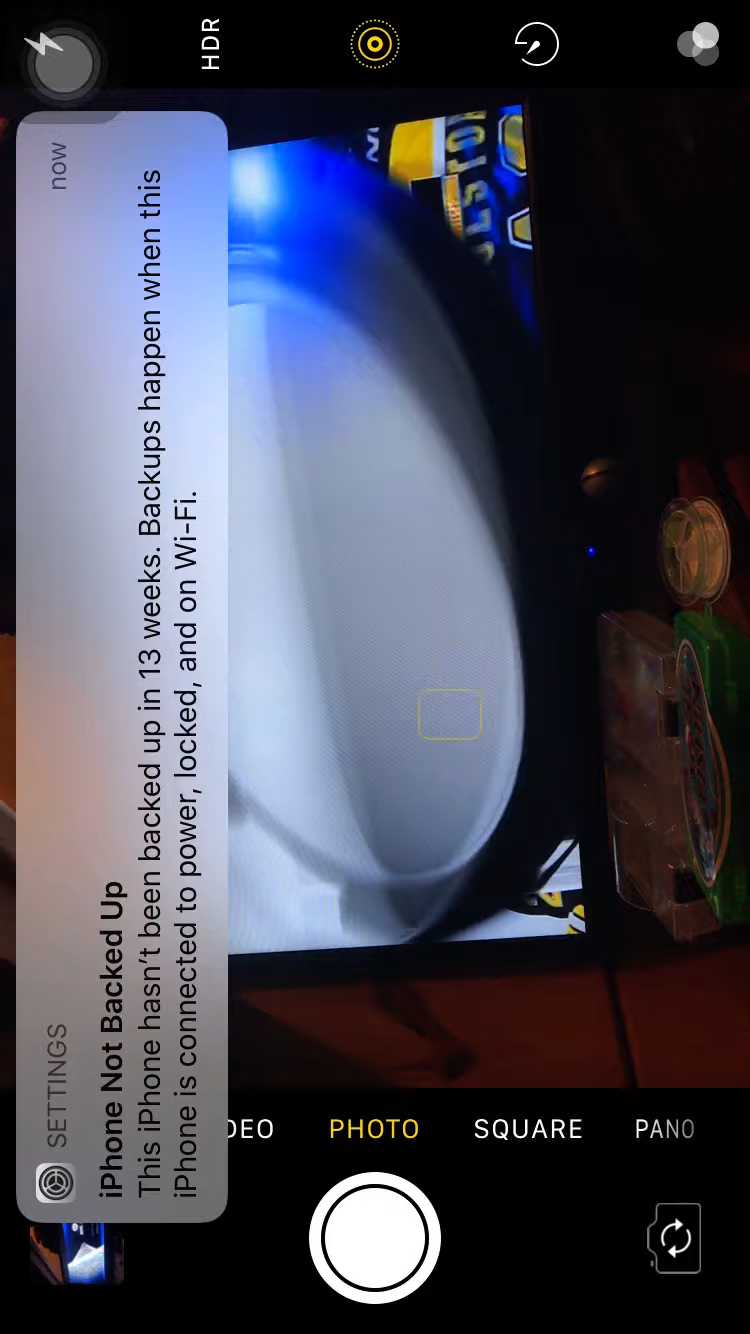 HDR
SETTINGS
now
iPhone Not Backed Up
This iPhone hasn't been backed up in 13 weeks. Backups happen when this
iPhone is connected to power, locked, and on Wi-Fi.
DEO
PHOTO
SQUARE
PANO